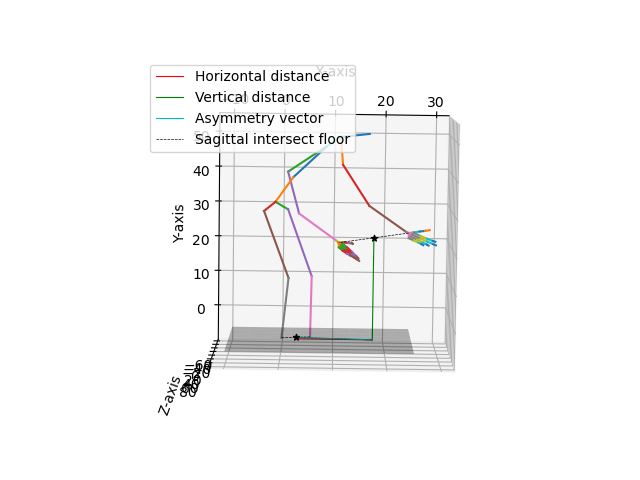 X-axis
Horizontal distance
Vertical distance
Asymmetry vector
Sagittal intersect floor
10
20
30
40
30
20
10
0
Y-axis
Z-axis
80